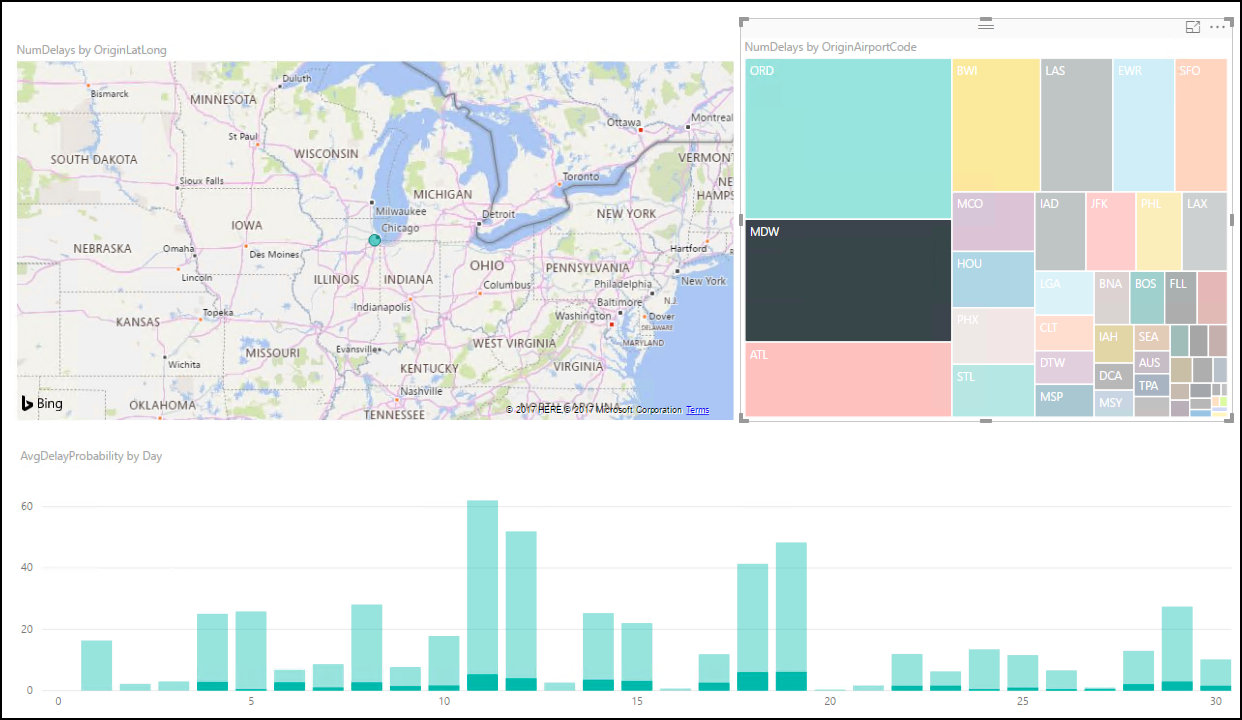 NumDelays by OriginLatLong
Duluth
Bismarck
MINNESOTA
St Paul
Ottawa
Montreal
SOUTH DAKOTA
WISCONSIN
VERMONT
Sioux Falls
Toronto
MICHIGAN
NE
HAMPS
Milwaukee
Detroit
NEW YORK
IOWA
Chicago
NEBRASKA
Omaha
Des Moines
Hartford
OHIO
PENNSYLVANIA
Lincoln
ILLINOIS
INDIANA
Columbus
Philadelphia
New York
Indianapolis
Baltimore
N.J.
Topeka
Washington
Dover
KANSAS
DELAWARE
WEST VIRGINIA
MARYLAND
MISSOURI
Evansville
Wichita
KENTUCKY
VIRGINIA
Nashville
Bing
OKLAHOMA
TENNESSEE
NORTH CAROLINA
© 2017 HERE, © 2017 Microsoft Corporation Terms
NumDelays by OriginAirportCode
ORD
BWI
LAS
EWR
SFO
MDW
MCO
IAD
JFK
PHL
LAX
HOU
LGA
BNA
BOS
FLL
PHX
CLT
IAH
SEA
ATL
DTW
AUS
STL
DCA
TPA
MSP
MSY
AvgDelayProbability by Day
60
40
20
0
0 5 10 15 20 25 30